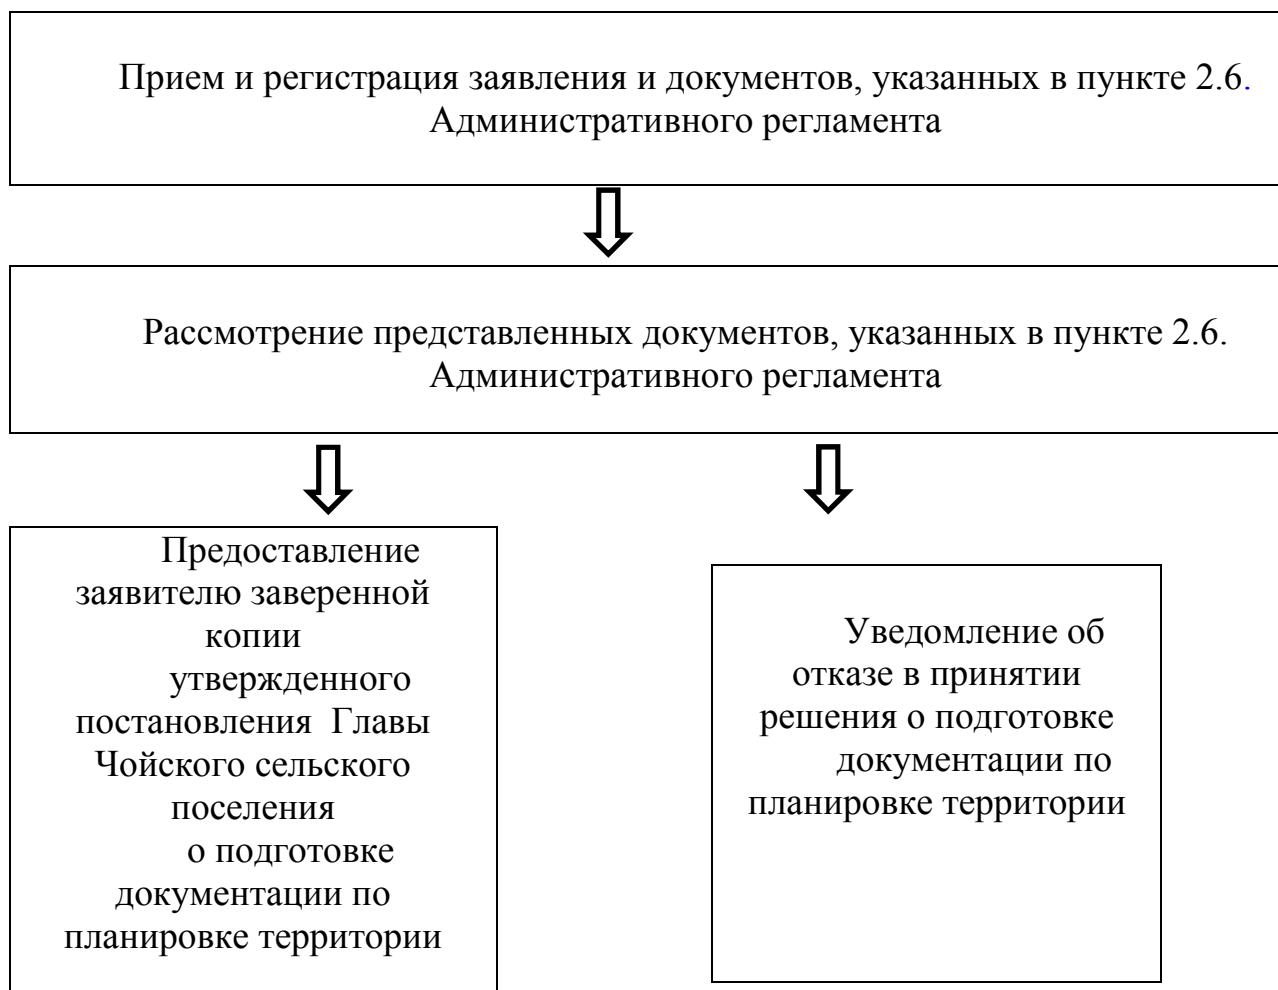 Прием и регистрация заявления и документов, указанных в пункте 2.6.
Административного регламента
Рассмотрение представленных документов, указанных в пункте 2.6.
Административного регламента
Предоставление
заявителю заверенной
копии
утвержденного
постановления Главы
Чойского сельского
поселения
о подготовке
документации по
планировке территории
Уведомление об
отказе в принятии
решения о подготовке
документации по
планировке территории